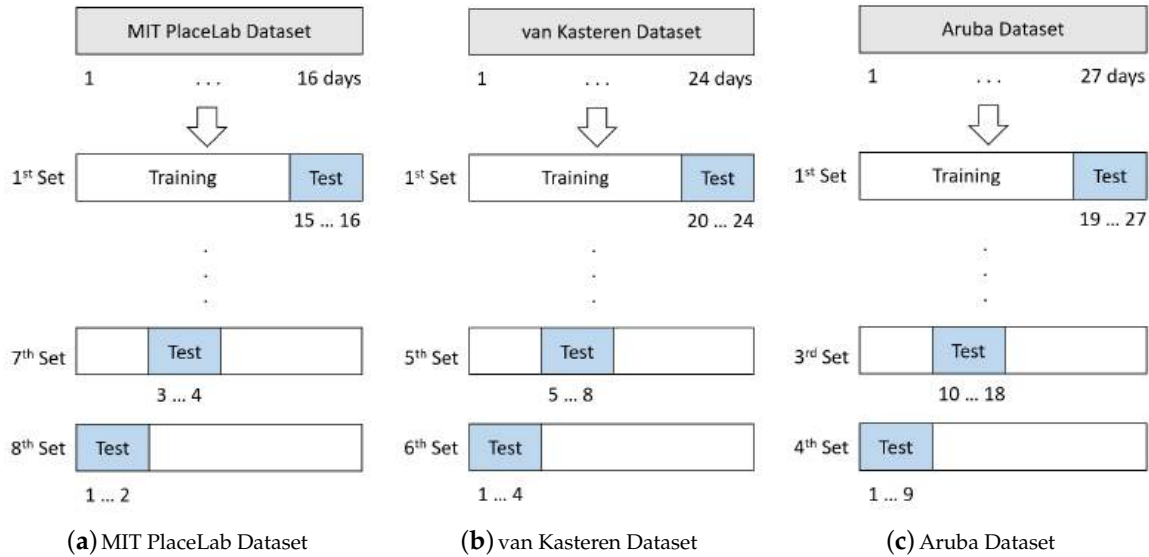 MIT PlaceLab Dataset
1 ... 16 days
1st Set Training Test
15 ... 16
7th Set Test
3 ... 4
8th Set Test
1 ... 2
(a) MIT PlaceLab Dataset
van Kasteren Dataset
1 ... 24 days
1st Set Training Test
20 ... 24
5th Set Test
5 ... 8
6th Set Test
1 ... 4
(b) van Kasteren Dataset
Aruba Dataset
1 ... 27 days
1st Set Training Test
19 ... 27
3rd Set Test
10 ... 18
4th Set Test
1 ... 9
(c) Aruba Dataset